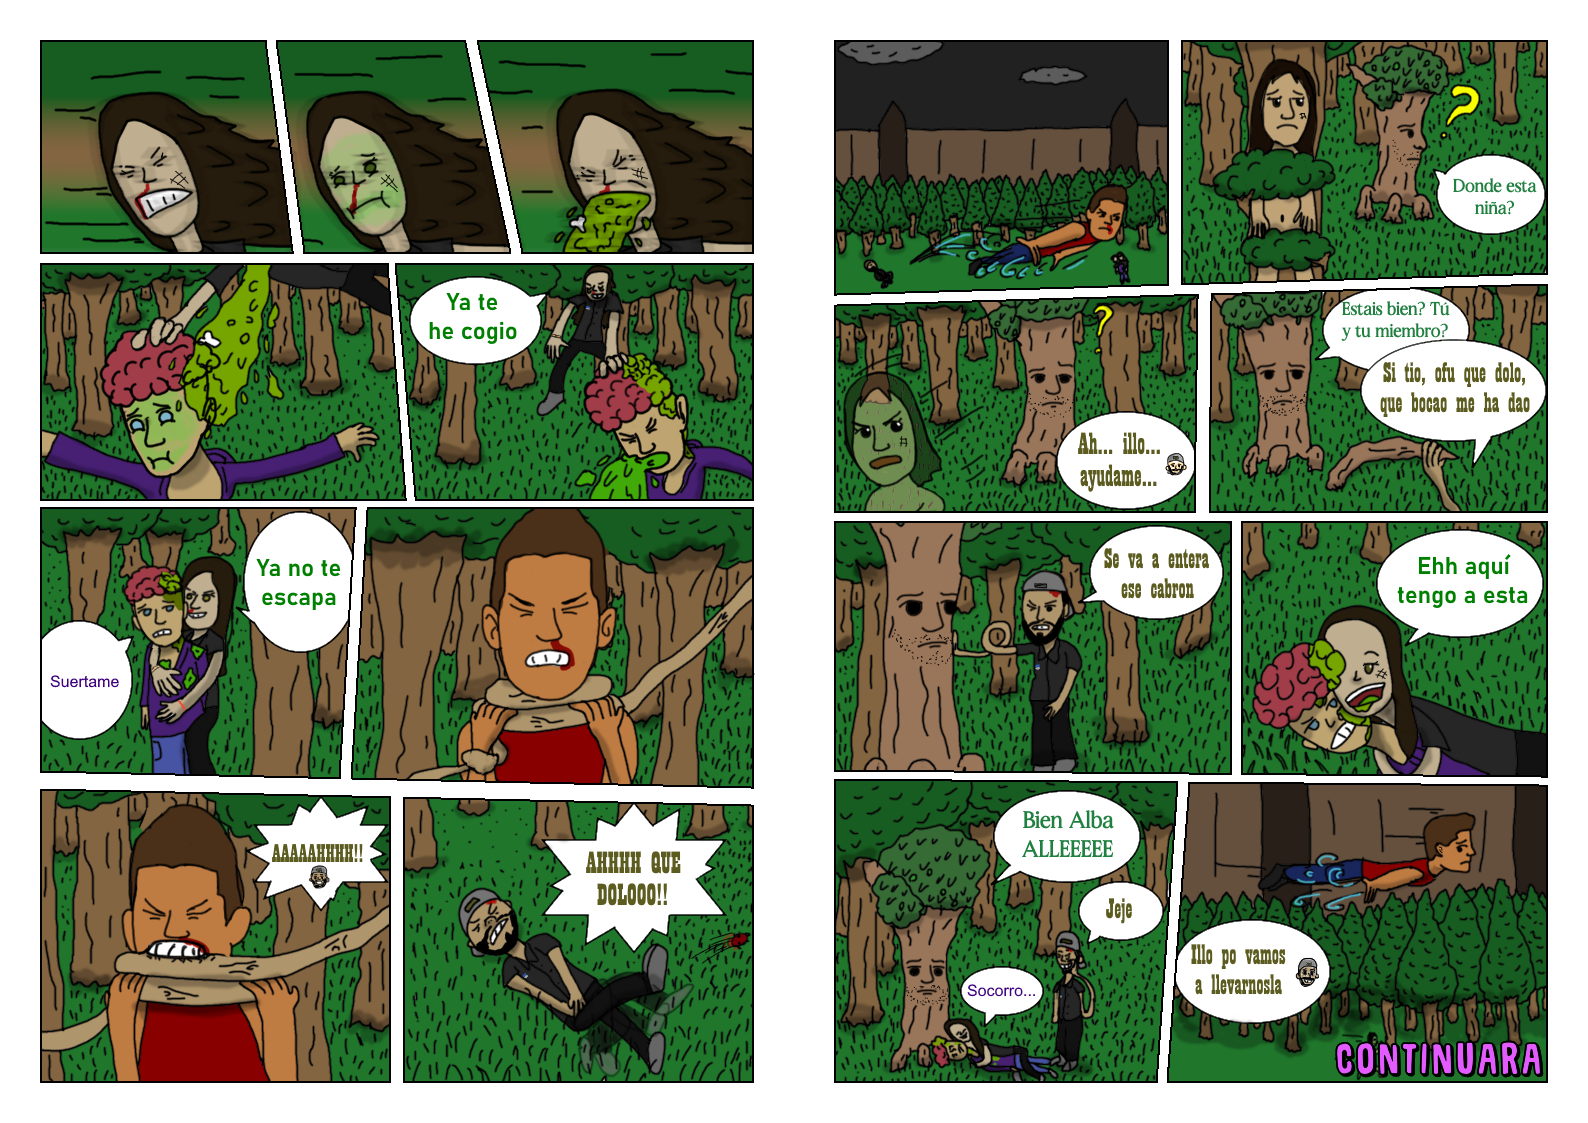 Ya te
he cogio
Ya no te
escapa
Suertame
AAAAAHHHH!!
AHHHH QUE
DOLOOO!!
Donde esta
niña?
Ah... illo...
ayudame...
Estais bien? Tú
y tu miembro?
Si tio, ofu que dolo,
que bocao me ha dao
Se va a entera
ese cabron
Ehh aquí
tengo a esta
Bien Alba
ALLEEEEE
Jeje
Socorro...
Illo po vamos
a llevarnosla
CONTINUARA